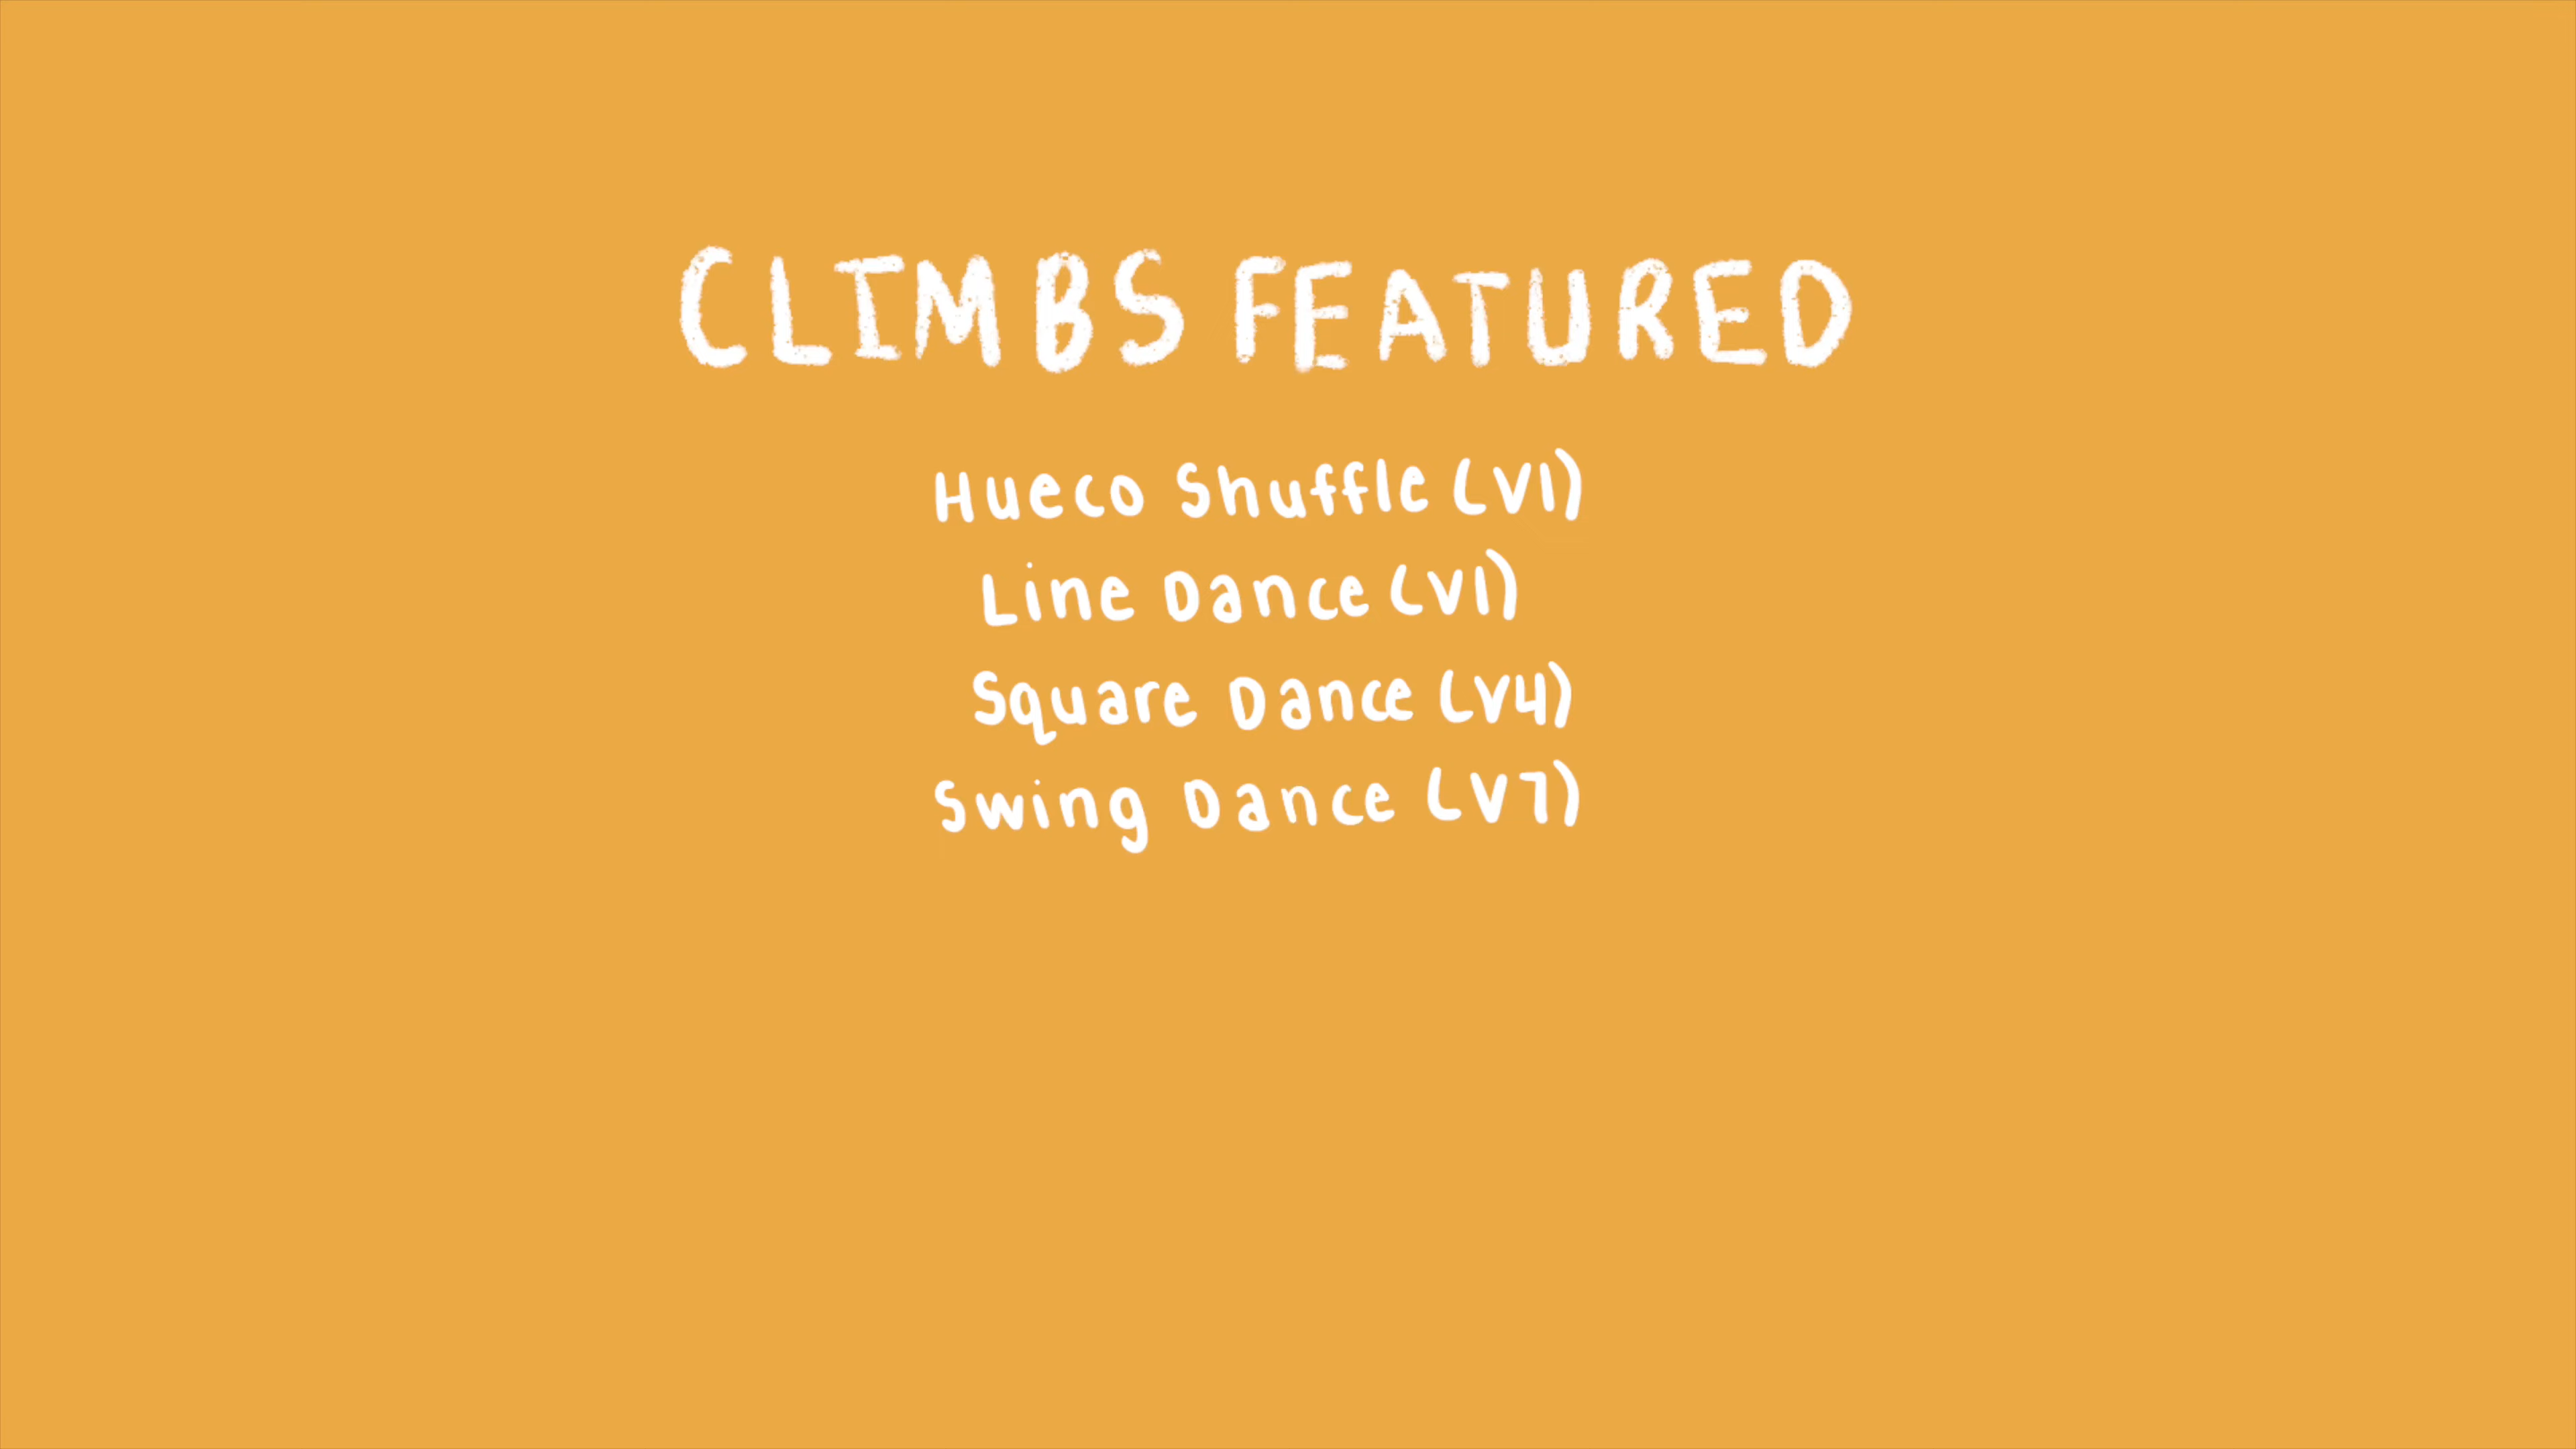 CLIMBS FEATURED
Hueco Shuffle (V1)
Line Dance (V1)
Square Dance (V4)
Swing Dance (V7)